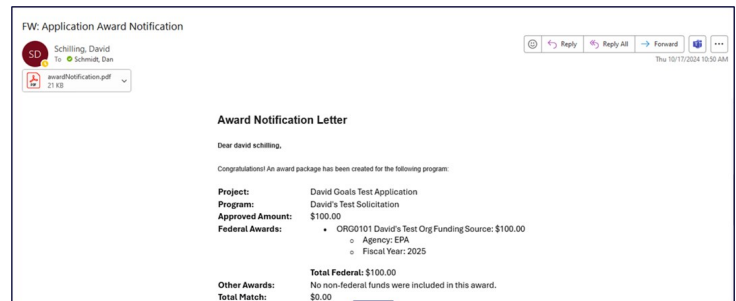 FW: Application Award Notification
SD
Schilling, David
To Schmidt, Dan
Reply Reply All Forward
Thu 10/17/2024 10:50 AM
awardNotification.pdf
21 KB
Award Notification Letter
Dear david schilling,
Congratulations! An award package has been created for the following program:
Project: David Goals Test Application
Program: David's Test Solicitation
Approved Amount: $100.00
Federal Awards: • ORG0101 David's Test Org Funding Source: $100.00
o Agency: EPA
o Fiscal Year: 2025
Total Federal: $100.00
Other Awards: No non-federal funds were included in this award.
Total Match: $0.00